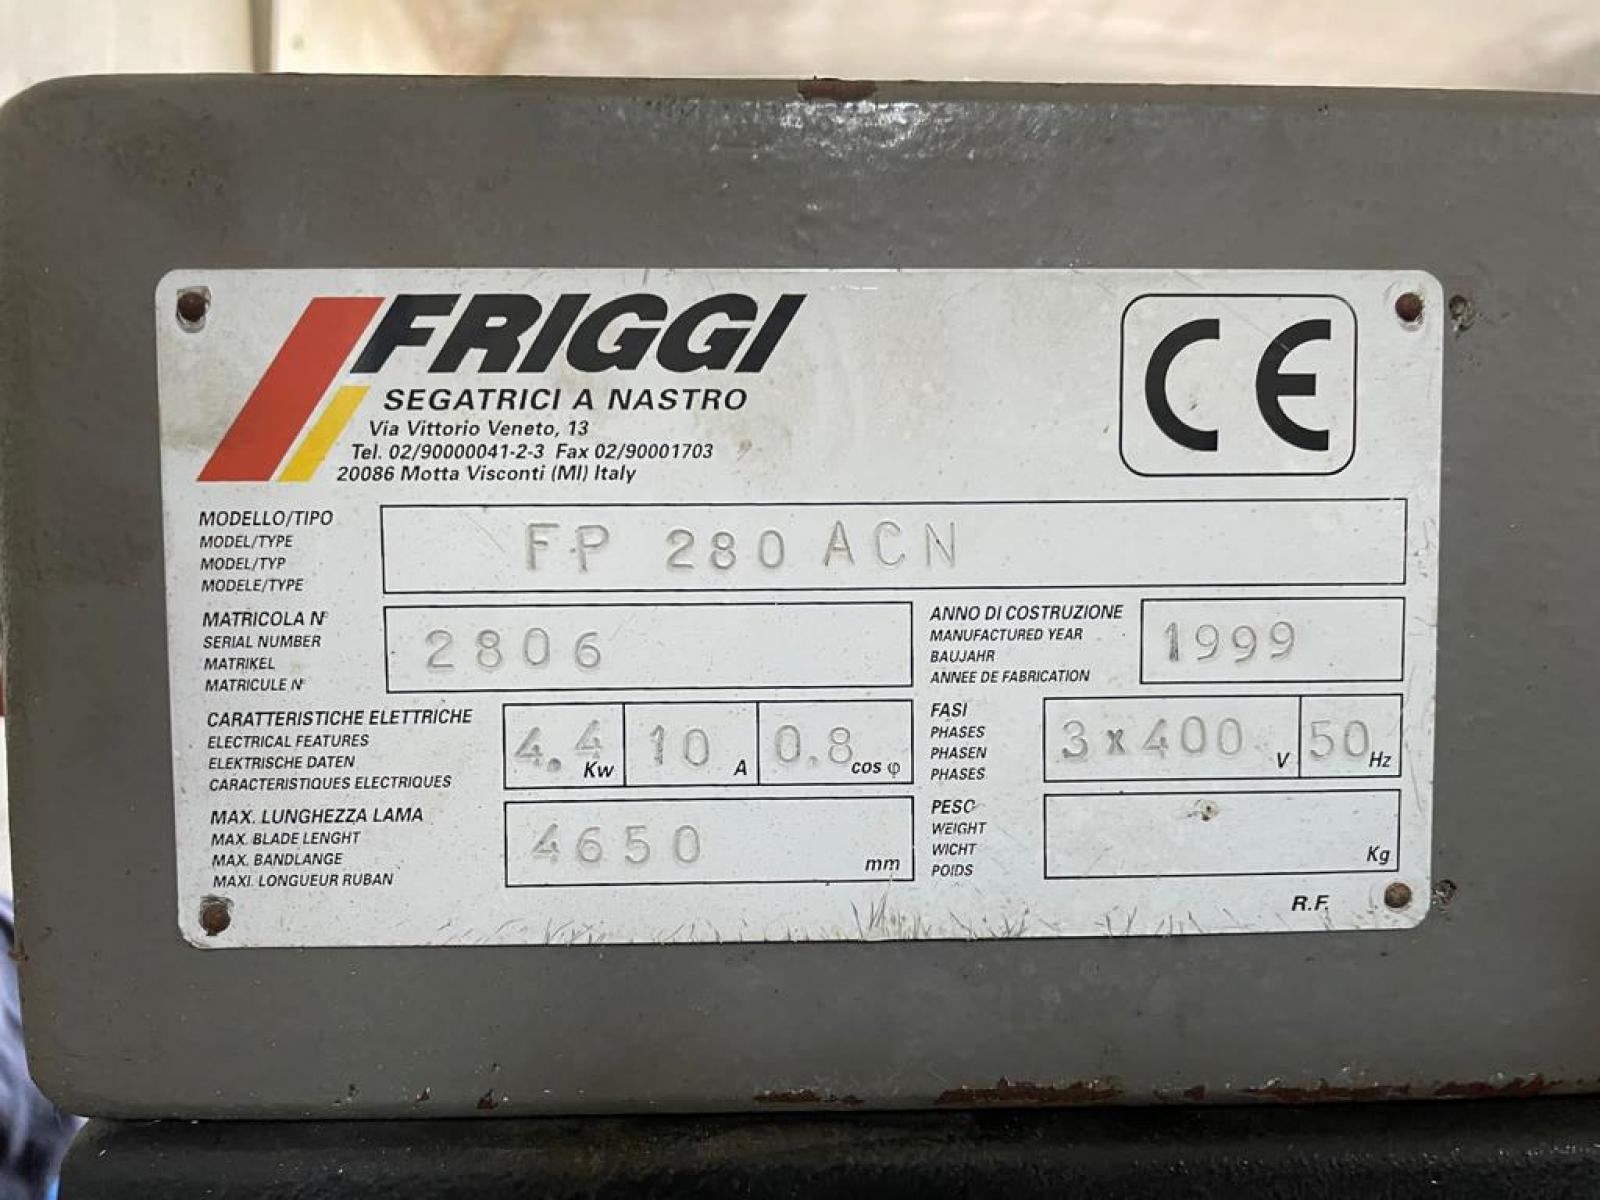 FRIGGI
SEGATRICI A NASTRO
Via Vittorio Veneto, 13
Tel. 02/90000041-2-3 Fax 02/90001703
20086 Motta Visconti (MI) Italy
CE
MODELLO/TIPO
MODEL/TYPE
MODEL/TYP
MODELE/TYPE
FP 280 ACN
MATRICOLA N°
SERIAL NUMBER
MATRIKEL
MATRICULE N°
2806
ANNO DI COSTRUZIONE
MANUFACTURED YEAR
BAUJAHR
ANNEE DE FABRICATION
1999
CARATTERISTICHE ELETTRICHE
ELECTRICAL FEATURES
ELEKTRISCHE DATEN
CARACTERISTIQUES ELECTRIQUES
4.4 Kw 10 A 0.8 cos φ
FASI
PHASES
PHASEN
PHASES
3x400 V 50 Hz
MAX. LUNGHEZZA LAMA
MAX. BLADE LENGHT
MAX. BANDLANGE
MAXI. LONGUEUR RUBAN
4650 mm
PESO
WEIGHT
WICHT
POIDS
Kg
R.F.